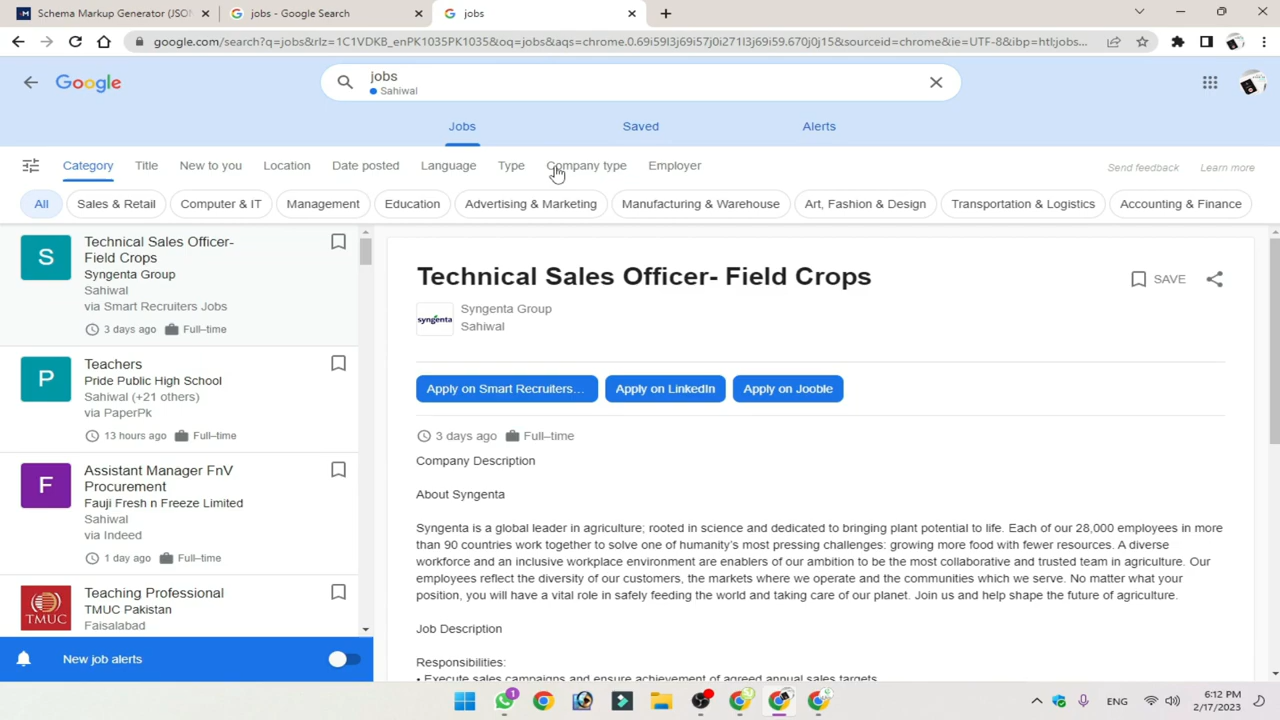 Schema Markup Generator (JSON
jobs - Google Search
jobs
google.com/search?q=jobs&rlz=1C1VDKB_enPK1035PK1035&oq=jobs&aqs=chrome.0.69i59l3j69i57j0i271l3j69i59.670j0j15&sourceid=chrome&ie=UTF-8&ibp=htl;jobs...
Google
jobs
Sahiwal
Jobs
Saved
Alerts
Category
Title
New to you
Location
Date posted
Language
Type
Company type
Employer
Send feedback
Learn more
All
Sales & Retail
Computer & IT
Management
Education
Advertising & Marketing
Manufacturing & Warehouse
Art, Fashion & Design
Transportation & Logistics
Accounting & Finance
S
Technical Sales Officer-
Field Crops
Syngenta Group
Sahiwal
via Smart Recruiters Jobs
3 days ago
Full–time
P
Teachers
Pride Public High School
Sahiwal (+21 others)
via PaperPk
13 hours ago
Full–time
F
Assistant Manager FnV
Procurement
Fauji Fresh n Freeze Limited
Sahiwal
via Indeed
1 day ago
Full–time
TMUC
Teaching Professional
TMUC Pakistan
Faisalabad
New job alerts
Technical Sales Officer- Field Crops
SAVE
syngenta
Syngenta Group
Sahiwal
Apply on Smart Recruiters...
Apply on LinkedIn
Apply on Jooble
3 days ago
Full–time
Company Description
About Syngenta
Syngenta is a global leader in agriculture; rooted in science and dedicated to bringing plant potential to life. Each of our 28,000 employees in more
than 90 countries work together to solve one of humanity's most pressing challenges: growing more food with fewer resources. A diverse
workforce and an inclusive workplace environment are enablers of our ambition to be the most collaborative and trusted team in agriculture. Our
employees reflect the diversity of our customers, the markets where we operate and the communities which we serve. No matter what your
position, you will have a vital role in safely feeding the world and taking care of our planet. Join us and help shape the future of agriculture.
Job Description
Responsibilities:
• Execute sales campaigns and ensure achievement of agreed annual sales targets
1
ENG
6:12 PM
2/17/2023